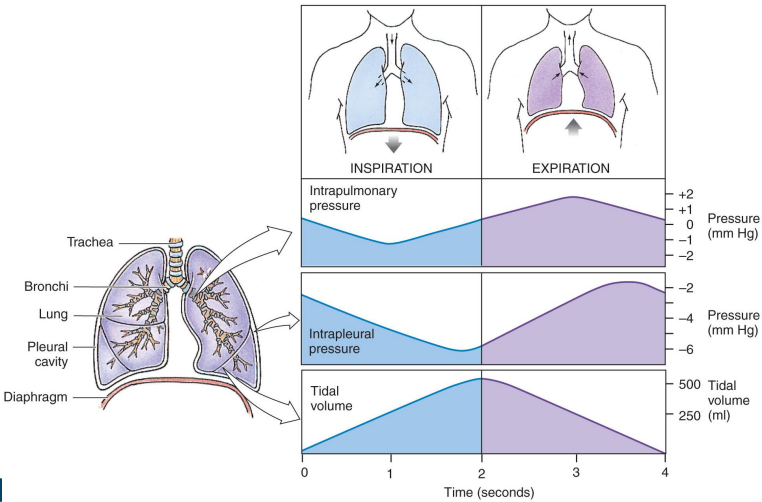 INSPIRATION
EXPIRATION
Intrapulmonary
pressure
+2
+1
0
−1
−2
Pressure
(mm Hg)
Trachea
Bronchi
Lung
Pleural
cavity
Diaphragm
Intrapleural
pressure
−2
−4
−6
Pressure
(mm Hg)
Tidal
volume
500
250
Tidal
volume
(ml)
0
1
2
3
4
Time (seconds)